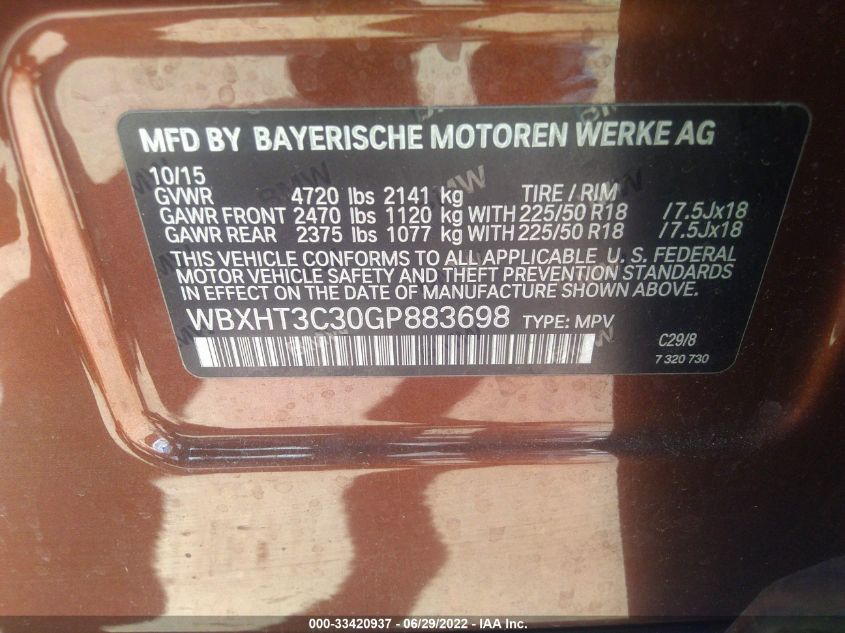 MFD BY BAYERISCHE MOTOREN WERKE AG
10/15
GVWR 4720 lbs 2141 kg TIRE / RIM
GAWR FRONT 2470 lbs 1120 kg WITH 225/50 R18 /7.5Jx18
GAWR REAR 2375 lbs 1077 kg WITH 225/50 R18 /7.5Jx18
THIS VEHICLE CONFORMS TO ALL APPLICABLE U. S. FEDERAL
MOTOR VEHICLE SAFETY AND THEFT PREVENTION STANDARDS
IN EFFECT ON THE DATE OF MANUFACTURE SHOWN ABOVE.
WBXHT3C30GP883698 TYPE: MPV
C29/8
7 320 730
000-33420937 - 06/29/2022 - IAA Inc.